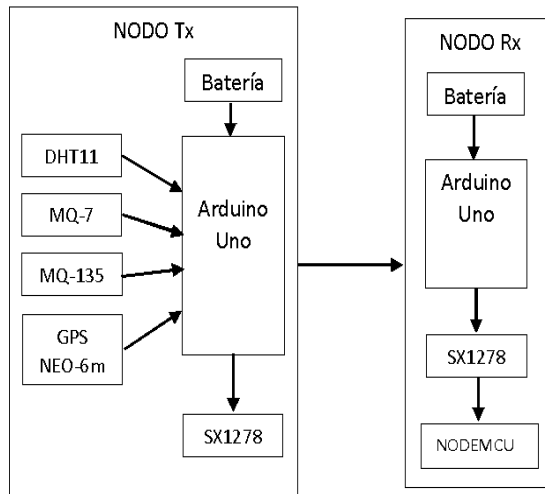 NODO Tx
Batería
DHT11
MQ-7
MQ-135
GPS
NEO-6m
Arduino
Uno
SX1278
NODO Rx
Batería
Arduino
Uno
SX1278
NODEMCU